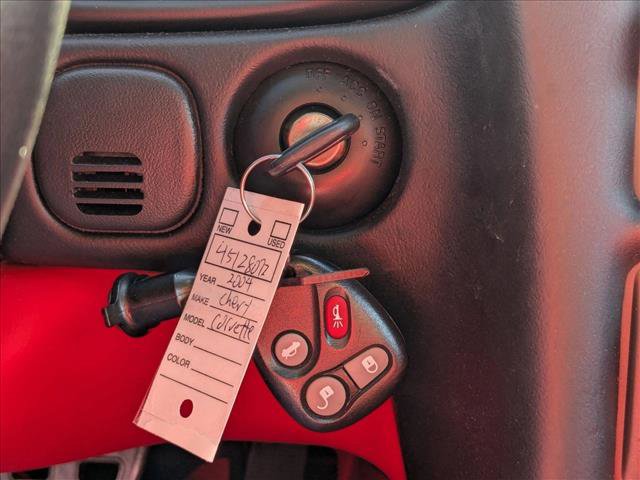 OFF ACC ON START
NEW USED
45128072
YEAR 2004
MAKE Chevy
MODEL Corvette
BODY
COLOR